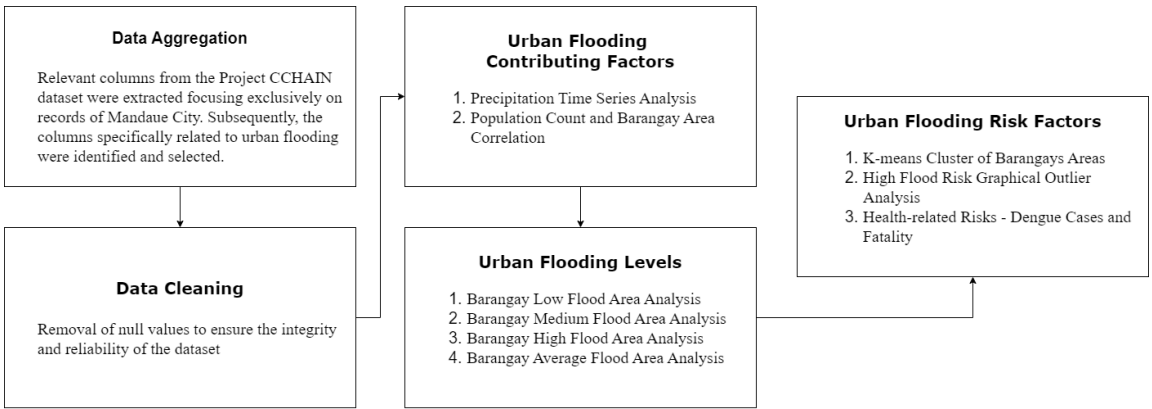 Data Aggregation
Relevant columns from the Project CCHAIN
dataset were extracted focusing exclusively on
records of Mandaue City. Subsequently, the
columns specifically related to urban flooding
were identified and selected.
Data Cleaning
Removal of null values to ensure the integrity
and reliability of the dataset
Urban Flooding
Contributing Factors
1. Precipitation Time Series Analysis
2. Population Count and Barangay Area
Correlation
Urban Flooding Levels
1. Barangay Low Flood Area Analysis
2. Barangay Medium Flood Area Analysis
3. Barangay High Flood Area Analysis
4. Barangay Average Flood Area Analysis
Urban Flooding Risk Factors
1. K-means Cluster of Barangays Areas
2. High Flood Risk Graphical Outlier
Analysis
3. Health-related Risks - Dengue Cases and
Fatality